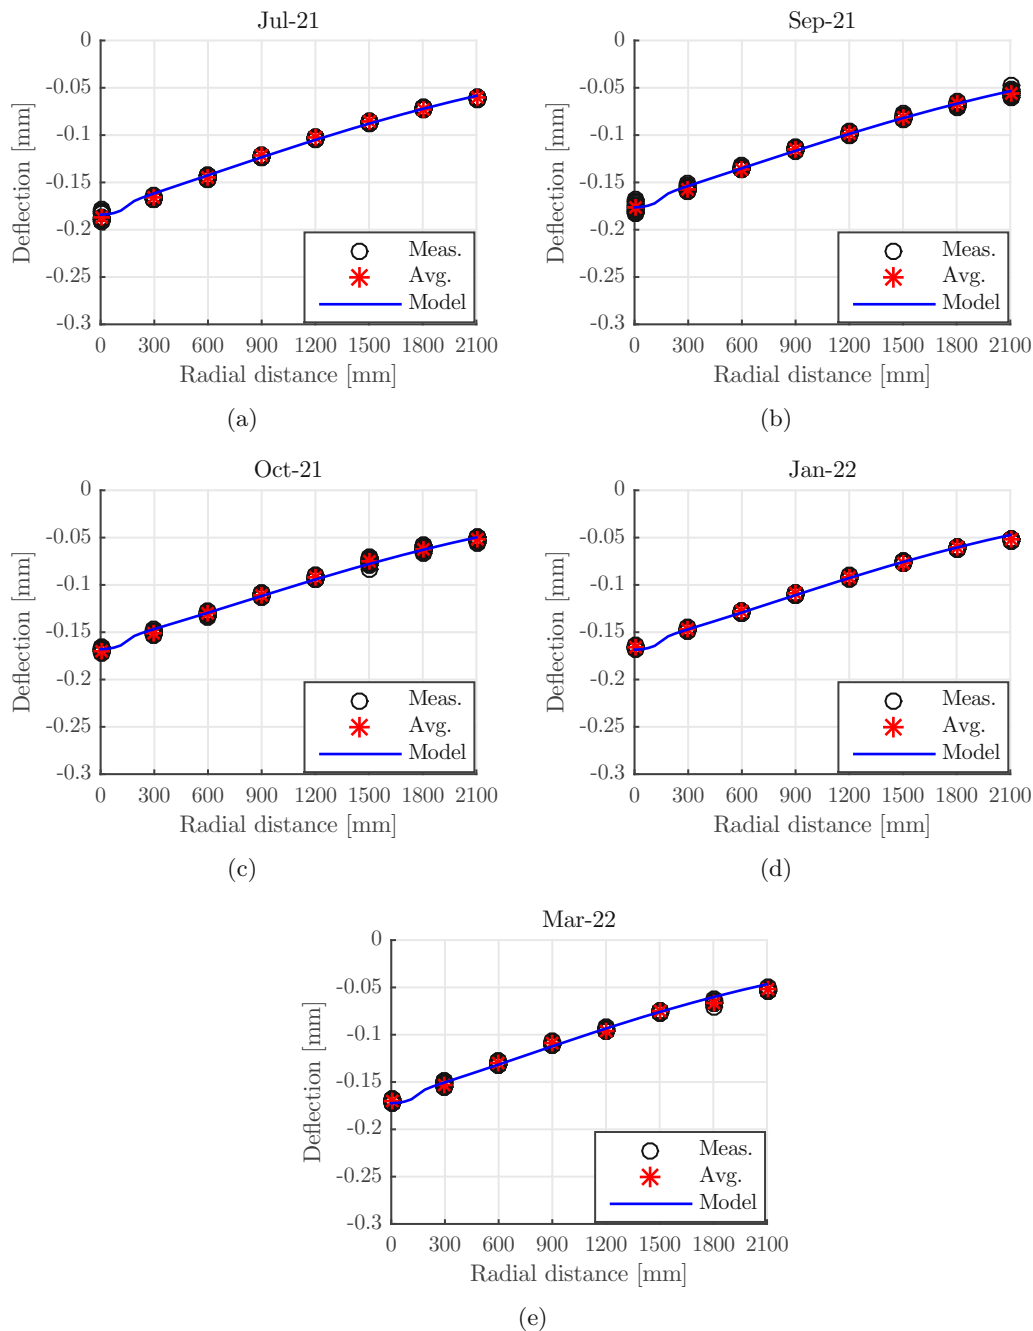 Jul-21
0
-0.05
-0.1
-0.15
-0.2
-0.25
-0.3
Deflection [mm]
Meas.
Avg.
Model
0 300 600 900 1200 1500 1800 2100
Radial distance [mm]
(a)
Sep-21
0
-0.05
-0.1
-0.15
-0.2
-0.25
-0.3
Deflection [mm]
Meas.
Avg.
Model
0 300 600 900 1200 1500 1800 2100
Radial distance [mm]
(b)
Oct-21
0
-0.05
-0.1
-0.15
-0.2
-0.25
-0.3
Deflection [mm]
Meas.
Avg.
Model
0 300 600 900 1200 1500 1800 2100
Radial distance [mm]
(c)
Jan-22
0
-0.05
-0.1
-0.15
-0.2
-0.25
-0.3
Deflection [mm]
Meas.
Avg.
Model
0 300 600 900 1200 1500 1800 2100
Radial distance [mm]
(d)
Mar-22
0
-0.05
-0.1
-0.15
-0.2
-0.25
-0.3
Deflection [mm]
Meas.
Avg.
Model
0 300 600 900 1200 1500 1800 2100
Radial distance [mm]
(e)